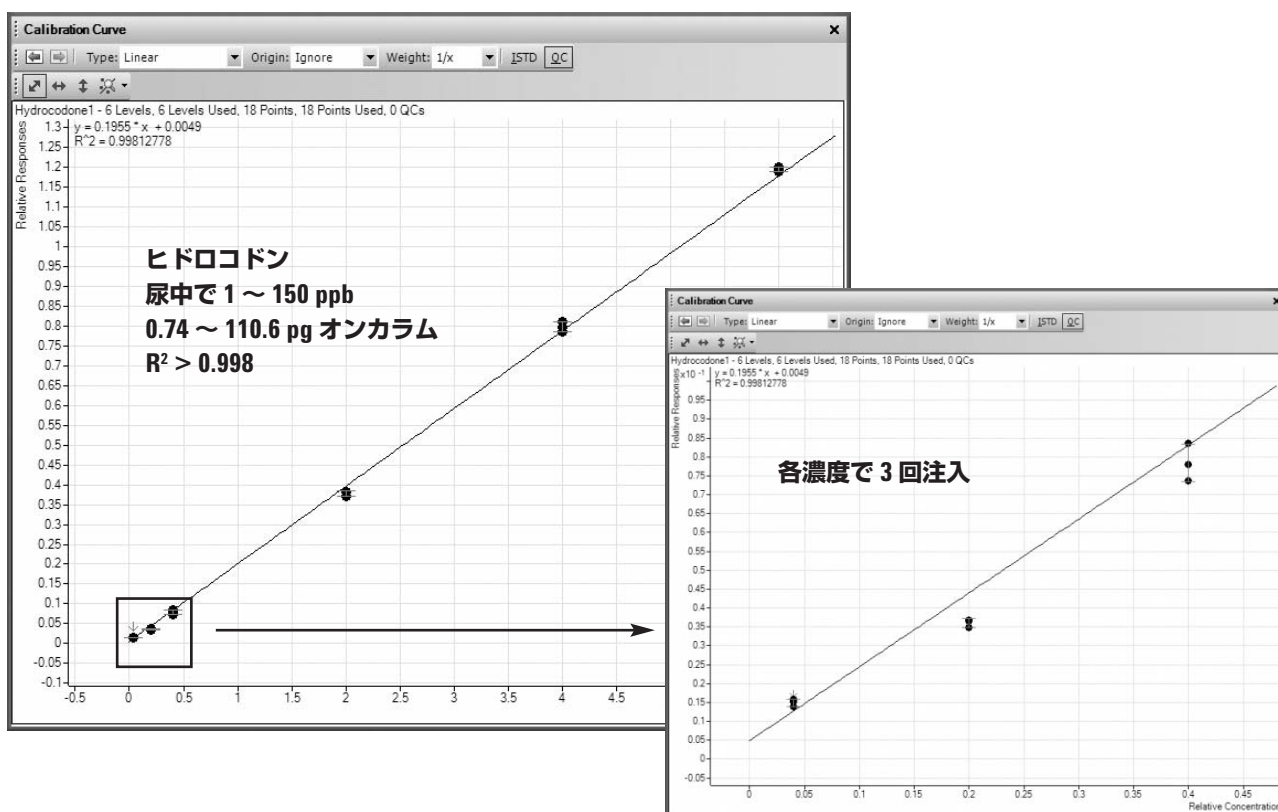 Calibration Curve
Type: Linear Origin: Ignore Weight: 1/x ISTD QC
Hydrocodone1 - 6 Levels, 6 Levels Used, 18 Points, 18 Points Used, 0 QCs
y = 0.1955 * x + 0.0049
R^2 = 0.99812778
Relative Responses
1.3
1.25
1.2
1.15
1.1
1.05
1
0.95
0.9
0.85
0.8
0.75
0.7
0.65
0.6
0.55
0.5
0.45
0.4
0.35
0.3
0.25
0.2
0.15
0.1
0.05
0
-0.05
-0.1
-0.5 0 0.5 1 1.5 2 2.5 3 3.5 4 4.5
ヒドロコドン
尿中で 1 ～ 150 ppb
0.74 ～ 110.6 pg オンカラム
R² > 0.998
Calibration Curve
Type: Linear Origin: Ignore Weight: 1/x ISTD QC
Hydrocodone1 - 6 Levels, 6 Levels Used, 18 Points, 18 Points Used, 0 QCs
x10 -1
y = 0.1955 * x + 0.0049
R^2 = 0.99812778
Relative Responses
0.95
0.9
0.85
0.8
0.75
0.7
0.65
0.6
0.55
0.5
0.45
0.4
0.35
0.3
0.25
0.2
0.15
0.1
0.05
0
-0.05
各濃度で 3 回注入
0 0.05 0.1 0.15 0.2 0.25 0.3 0.35 0.4 0.45
Relative Concentration